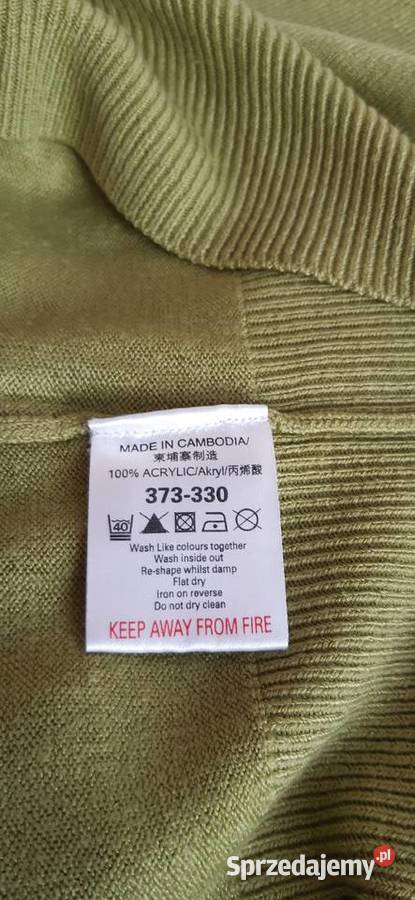 MADE IN CAMBODIA/
柬埔寨制造
100% ACRYLIC/Akryl/丙烯酸
373-330
40
Wash Like colours together
Wash inside out
Re-shape whilst damp
Flat dry
Iron on reverse
Do not dry clean
KEEP AWAY FROM FIRE
Sprzedajemy.pl